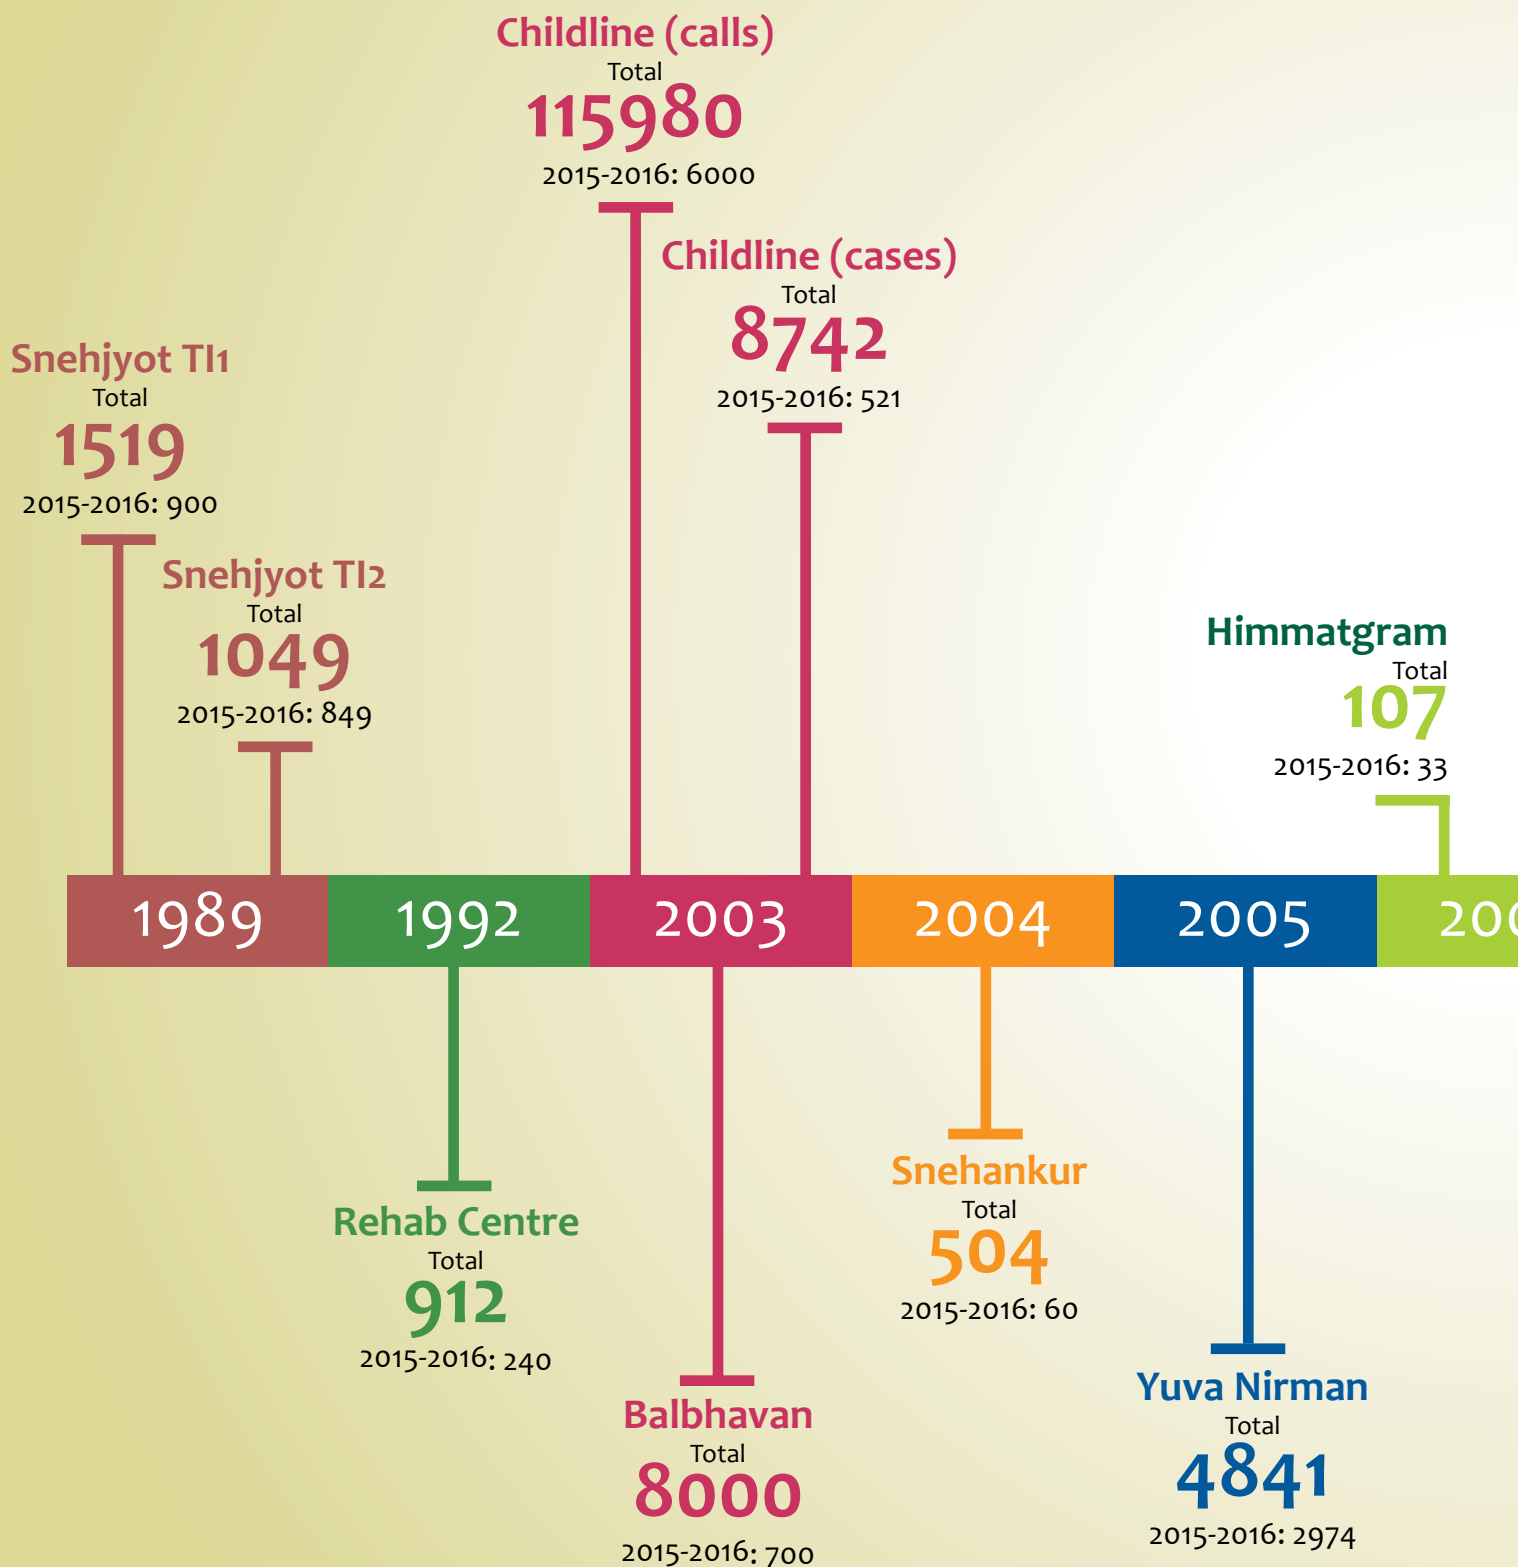 Childline (calls)
Total
115980
2015-2016: 6000
Childline (cases)
Total
8742
2015-2016: 521
Snehjyot TI1
Total
1519
2015-2016: 900
Snehjyot TI2
Total
1049
2015-2016: 849
Himmatgram
Total
107
2015-2016: 33
1989 1992 2003 2004 2005
Rehab Centre
Total
912
2015-2016: 240
Balbhavan
Total
8000
2015-2016: 700
Snehankur
Total
504
2015-2016: 60
Yuva Nirman
Total
4841
2015-2016: 2974